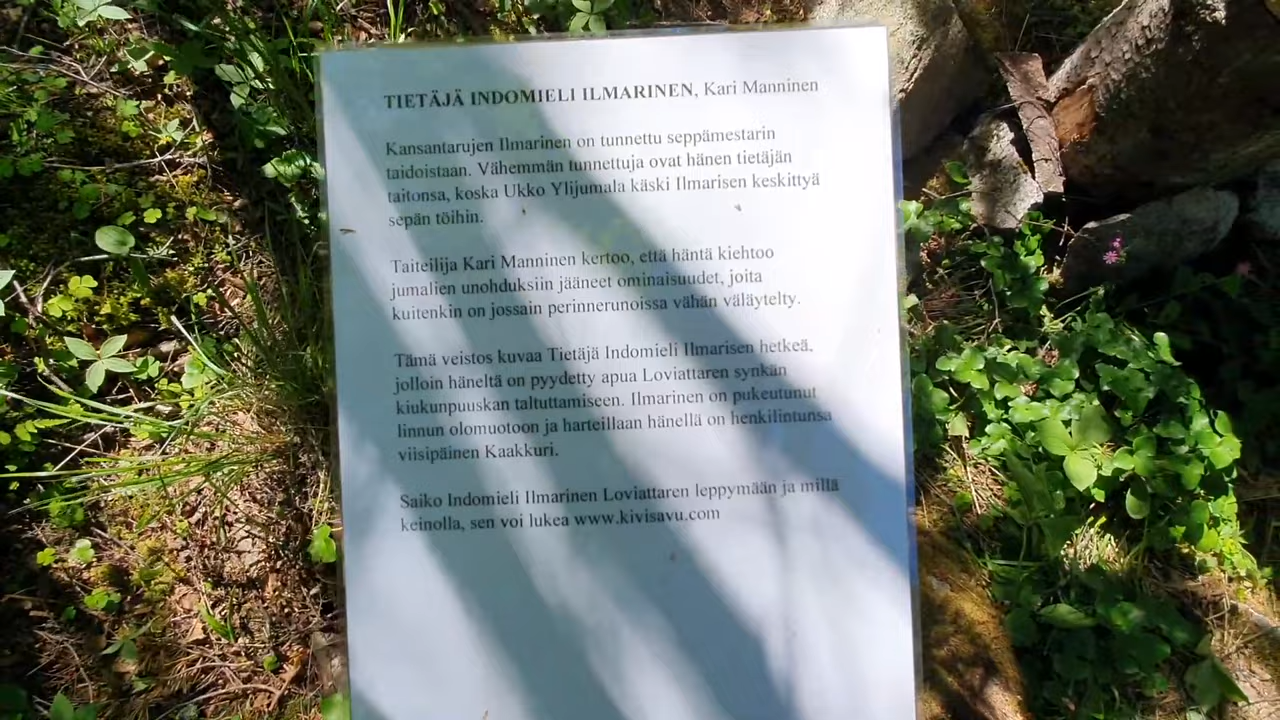 TIETÄJÄ INDOMIELI ILMARINEN, Kari Manninen
Kansantarujen Ilmarinen on tunnettu seppämestarin
taidoistaan. Vähemmän tunnettuja ovat hänen tietäjän
taitonsa, koska Ukko Ylijumala käski Ilmarisen keskittyä
sepän töihin.
Taiteilija Kari Manninen kertoo, että häntä kiehtoo
jumalien unohduksiin jääneet ominaisuudet, joita
kuitenkin on jossain perinnerunoissa vähän väläytelty.
Tämä veistos kuvaa Tietäjä Indomieli Ilmarisen hetkeä,
jolloin häneltä on pyydetty apua Loviattaren synkän
kiukunpuuskan taltuttamiseen. Ilmarinen on pukeutunut
linnun olomuotoon ja harteillaan hänellä on henkilintunsa
viisipäinen Kaakkuri.
Saiko Indomieli Ilmarinen Loviattaren leppymään ja millä
keinolla, sen voi lukea www.kivisavu.com